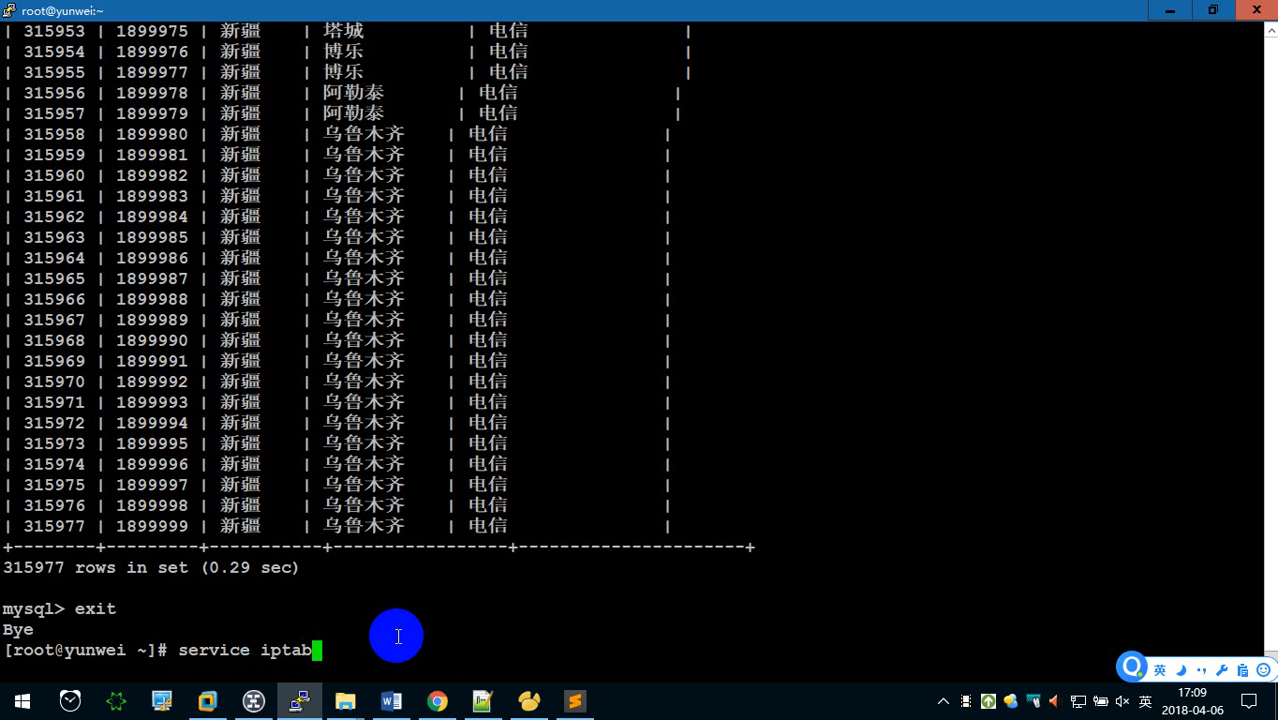 root@yunwei:~
| 315953 | 1899975 | 新疆 | 塔城 | 电信 |
| 315954 | 1899976 | 新疆 | 博乐 | 电信 |
| 315955 | 1899977 | 新疆 | 博乐 | 电信 |
| 315956 | 1899978 | 新疆 | 阿勒泰 | 电信 |
| 315957 | 1899979 | 新疆 | 阿勒泰 | 电信 |
| 315958 | 1899980 | 新疆 | 乌鲁木齐 | 电信 |
| 315959 | 1899981 | 新疆 | 乌鲁木齐 | 电信 |
| 315960 | 1899982 | 新疆 | 乌鲁木齐 | 电信 |
| 315961 | 1899983 | 新疆 | 乌鲁木齐 | 电信 |
| 315962 | 1899984 | 新疆 | 乌鲁木齐 | 电信 |
| 315963 | 1899985 | 新疆 | 乌鲁木齐 | 电信 |
| 315964 | 1899986 | 新疆 | 乌鲁木齐 | 电信 |
| 315965 | 1899987 | 新疆 | 乌鲁木齐 | 电信 |
| 315966 | 1899988 | 新疆 | 乌鲁木齐 | 电信 |
| 315967 | 1899989 | 新疆 | 乌鲁木齐 | 电信 |
| 315968 | 1899990 | 新疆 | 乌鲁木齐 | 电信 |
| 315969 | 1899991 | 新疆 | 乌鲁木齐 | 电信 |
| 315970 | 1899992 | 新疆 | 乌鲁木齐 | 电信 |
| 315971 | 1899993 | 新疆 | 乌鲁木齐 | 电信 |
| 315972 | 1899994 | 新疆 | 乌鲁木齐 | 电信 |
| 315973 | 1899995 | 新疆 | 乌鲁木齐 | 电信 |
| 315974 | 1899996 | 新疆 | 乌鲁木齐 | 电信 |
| 315975 | 1899997 | 新疆 | 乌鲁木齐 | 电信 |
| 315976 | 1899998 | 新疆 | 乌鲁木齐 | 电信 |
| 315977 | 1899999 | 新疆 | 乌鲁木齐 | 电信 |
+--------+---------+-----------+-----------------+----------------------+
315977 rows in set (0.29 sec)
mysql> exit
Bye
[root@yunwei ~]# service iptab
英
英
17:09
2018-04-06